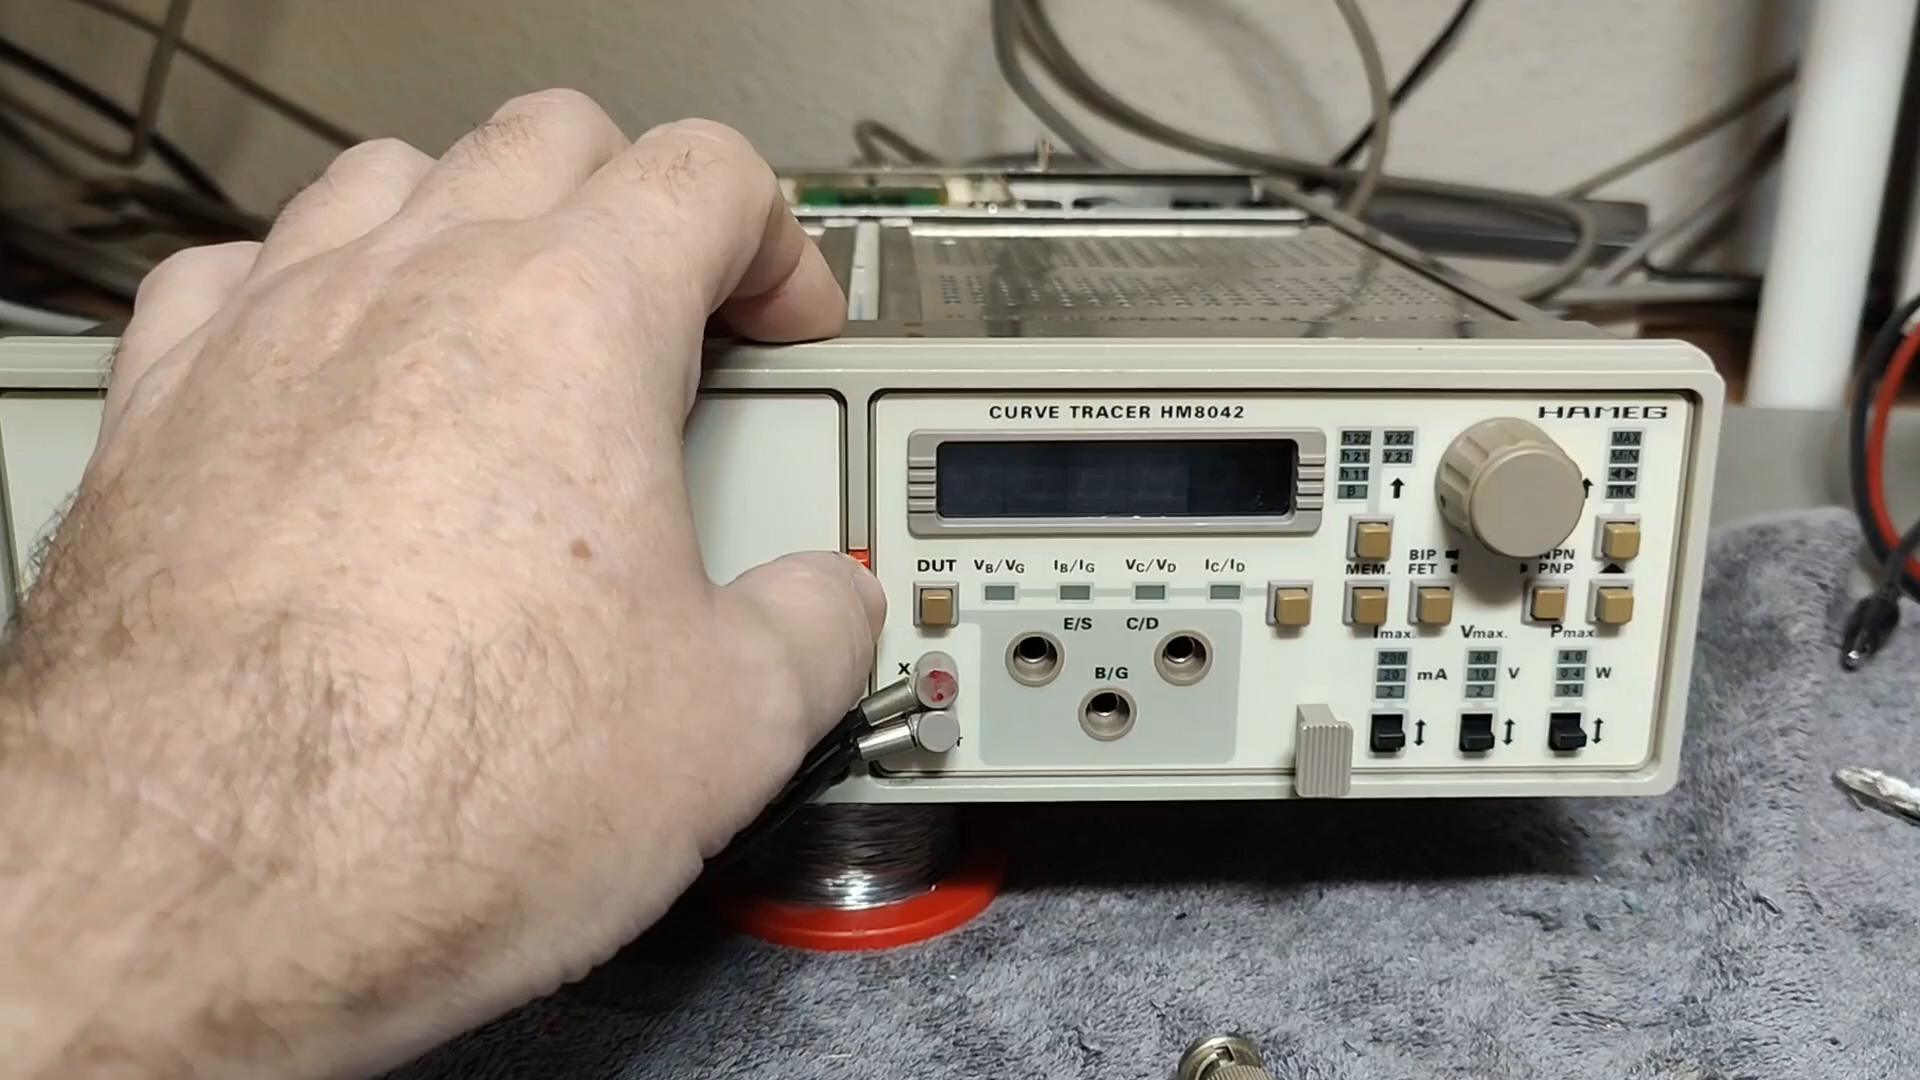 CURVE TRACER HM8042
HAMEG
h22 y22
h21 y21
h11
B
MAX
MIN
TRK
DUT VB/VG IB/IG VC/VD IC/ID
BIP
FET
NPN
PNP
MEM.
E/S C/D
B/G
X
Imax. Vmax. Pmax
200
20
2
mA
40
10
2
V
4.0
0.4
W